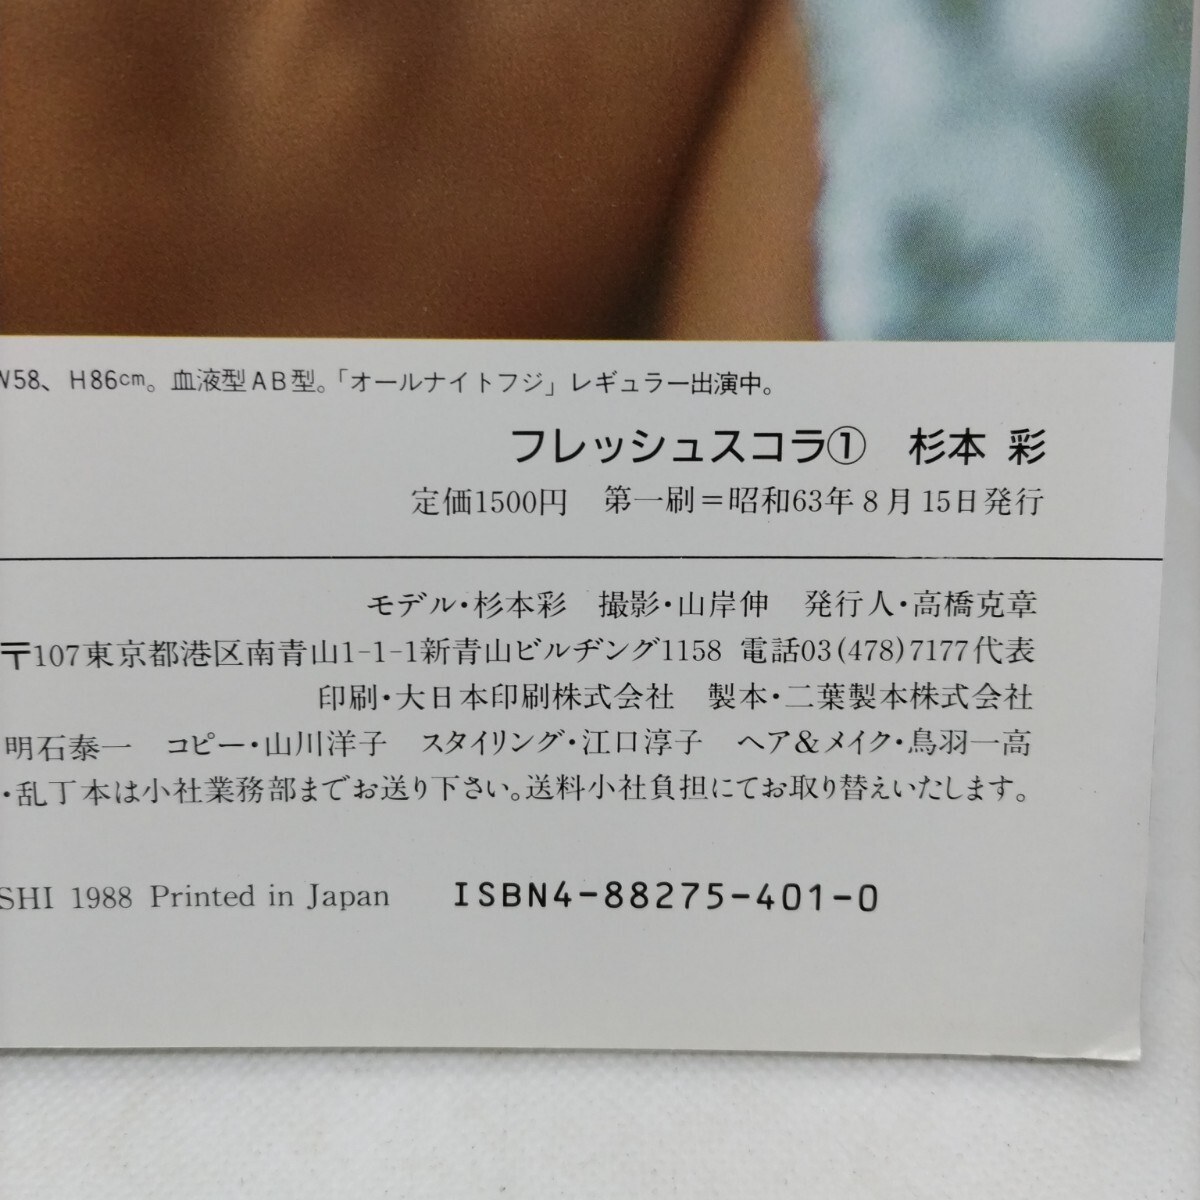 W58、H86cm。血液型AB型。「オールナイトフジ」レギュラー出演中。
フレッシュスコラ① 杉本 彩
定価1500円 第一刷＝昭和63年8月15日発行
モデル・杉本彩 撮影・山岸伸 発行人・高橋克章
〒107東京都港区南青山1-1-1新青山ビルヂング1158 電話03(478)7177代表
印刷・大日本印刷株式会社 製本・二葉製本株式会社
明石泰一 コピー・山川洋子 スタイリング・江口淳子 ヘア&メイク・鳥羽一高
・乱丁本は小社業務部までお送り下さい。送料小社負担にてお取り替えいたします。
SHI 1988 Printed in Japan ISBN4-88275-401-0